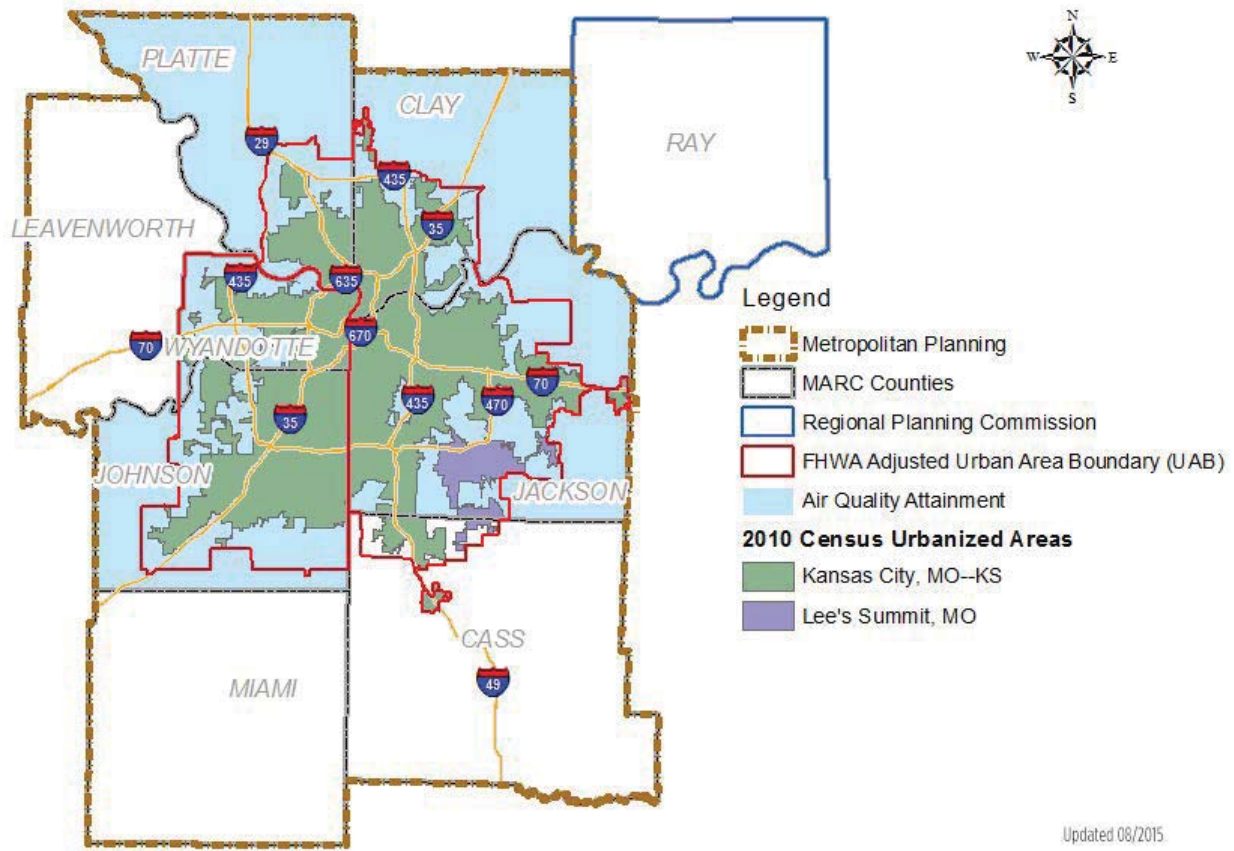 N
W
E
S
PLATTE
CLAY
RAY
29
435
35
LEAVENWORTH
435
635
70
WYANDOTTE
670
35
435
470
70
JOHNSON
JACKSON
CASS
MIAMI
49
Legend
Metropolitan Planning
MARC Counties
Regional Planning Commission
FHWA Adjusted Urban Area Boundary (UAB)
Air Quality Attainment
2010 Census Urbanized Areas
Kansas City, MO--KS
Lee's Summit, MO
Updated 08/2015